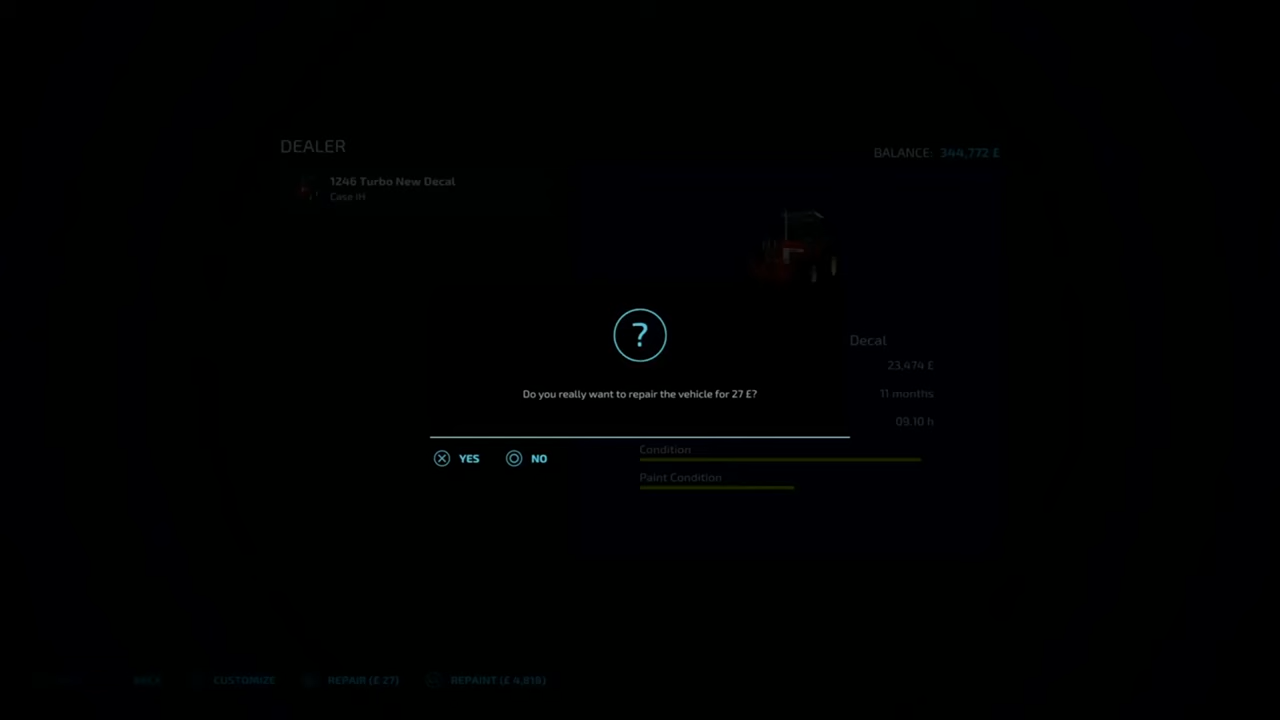 DEALER
BALANCE: 344,772 £
1246 Turbo New Decal
Case IH
Decal
23,474 £
11 months
09.10 h
Do you really want to repair the vehicle for 27 £?
YES
NO
Condition
Paint Condition
BACK
CUSTOMIZE
REPAIR (£ 27)
REPAINT (£ 4,818)